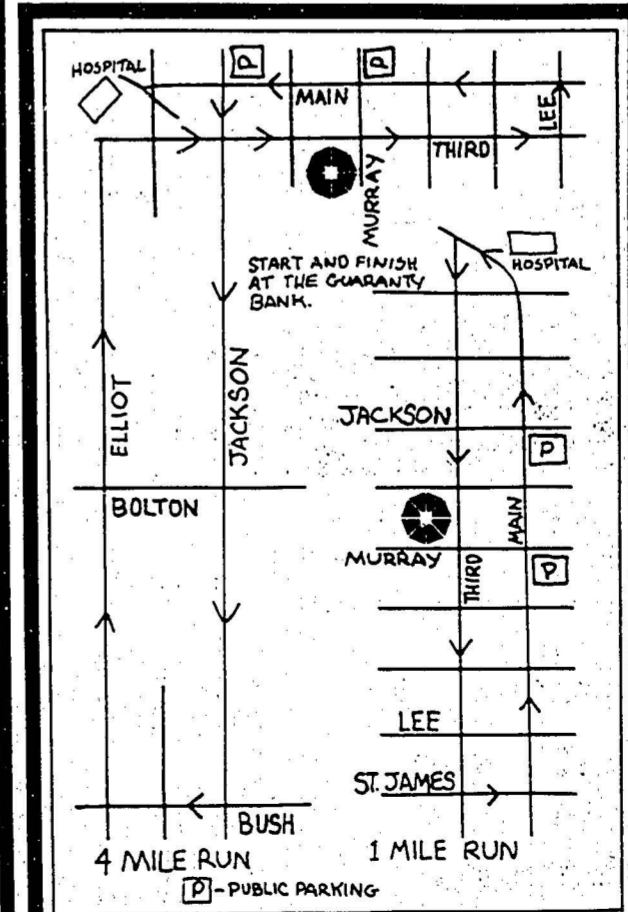 HOSPITAL
P
P
MAIN
LEE
THIRD
MURRAY
START AND FINISH
AT THE GUARANTY
BANK.
ELLIOT
JACKSON
BOLTON
BUSH
4 MILE RUN
HOSPITAL
JACKSON
P
MAIN
MURRAY
THIRD
P
LEE
ST. JAMES
1 MILE RUN
P - PUBLIC PARKING